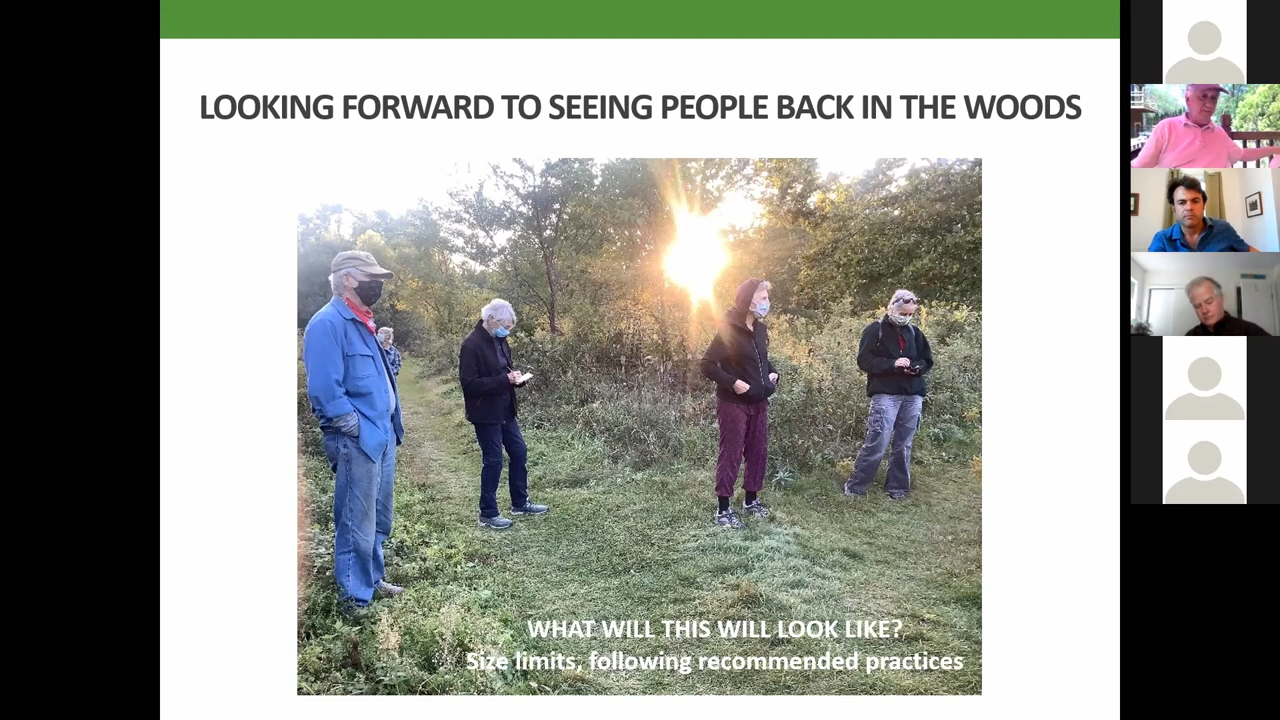 LOOKING FORWARD TO SEEING PEOPLE BACK IN THE WOODS
WHAT WILL THIS WILL LOOK LIKE?
Size limits, following recommended practices